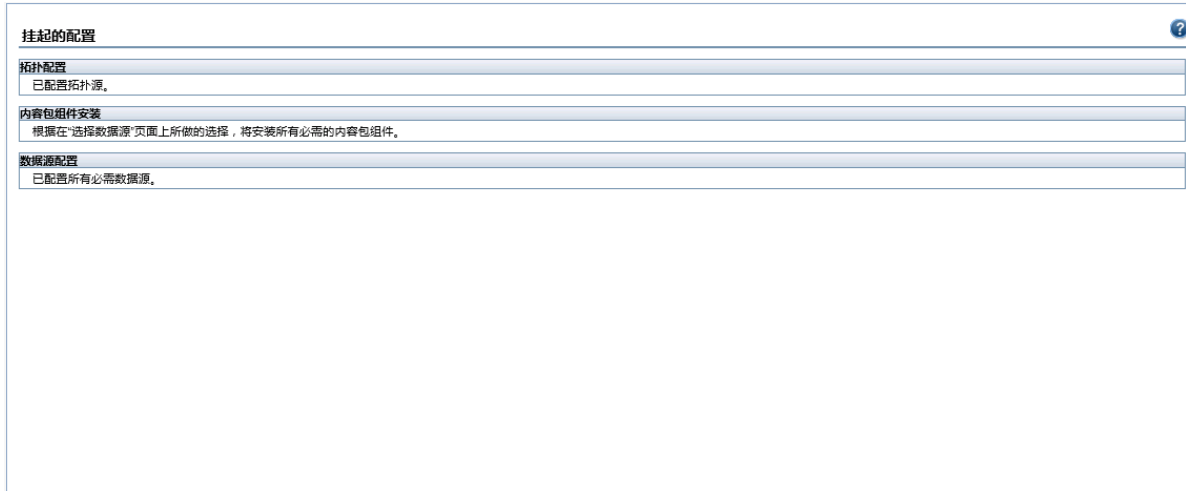 挂起的配置
?
拓扑配置
已配置拓扑源。
内容包组件安装
根据在"选择数据源"页面上所做的选择，将安装所有必需的内容包组件。
数据源配置
已配置所有必需数据源。